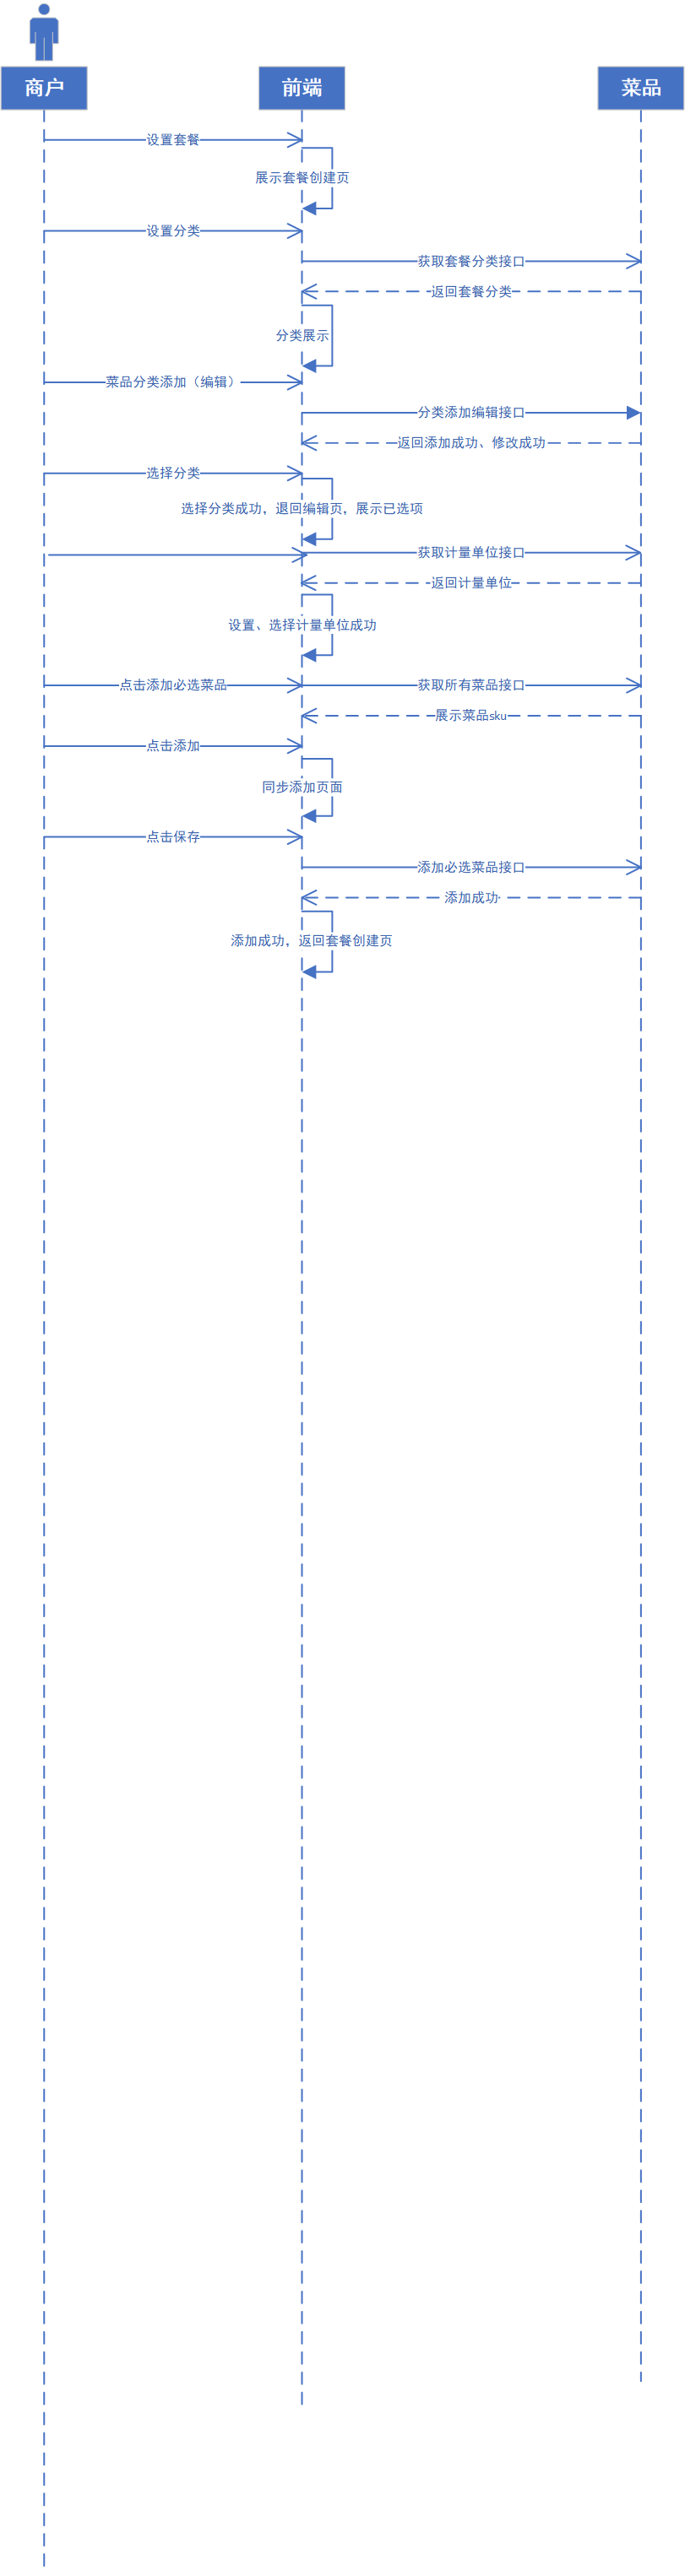 商户
前端
菜品
设置套餐
展示套餐创建页
设置分类
获取套餐分类接口
返回套餐分类
分类展示
菜品分类添加（编辑）
分类添加编辑接口
返回添加成功、修改成功
选择分类
选择分类成功，退回编辑页，展示已选项
获取计量单位接口
返回计量单位
设置、选择计量单位成功
点击添加必选菜品
获取所有菜品接口
展示菜品sku
点击添加
同步添加页面
点击保存
添加必选菜品接口
添加成功·
添加成功，返回套餐创建页